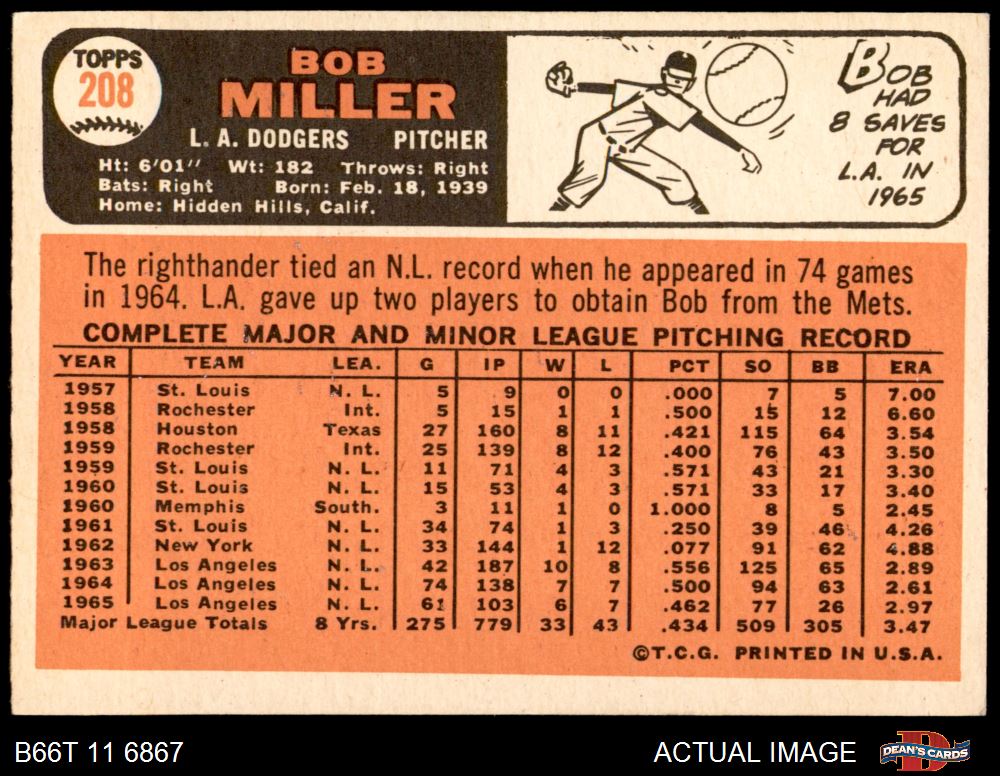 TOPPS
208
BOB
MILLER
L. A. DODGERS PITCHER
Ht: 6'01" Wt: 182 Throws: Right
Bats: Right Born: Feb. 18, 1939
Home: Hidden Hills, Calif.
BOB
HAD
8 SAVES
FOR
L.A. IN
1965
The righthander tied an N.L. record when he appeared in 74 games
in 1964. L.A. gave up two players to obtain Bob from the Mets.
COMPLETE MAJOR AND MINOR LEAGUE PITCHING RECORD
YEAR TEAM LEA. G IP W L PCT SO BB ERA
1957 St. Louis N. L. 5 9 0 0 .000 7 5 7.00
1958 Rochester Int. 5 15 1 1 .500 15 12 6.60
1958 Houston Texas 27 160 8 11 .421 115 64 3.54
1959 Rochester Int. 25 139 8 12 .400 76 43 3.50
1959 St. Louis N. L. 11 71 4 3 .571 43 21 3.30
1960 St. Louis N. L. 15 53 4 3 .571 33 17 3.40
1960 Memphis South. 3 11 1 0 1.000 8 5 2.45
1961 St. Louis N. L. 34 74 1 3 .250 39 46 4.26
1962 New York N. L. 33 144 1 12 .077 91 62 4.88
1963 Los Angeles N. L. 42 187 10 8 .556 125 65 2.89
1964 Los Angeles N. L. 74 138 7 7 .500 94 63 2.61
1965 Los Angeles N. L. 61 103 6 7 .462 77 26 2.97
Major League Totals 8 Yrs. 275 779 33 43 .434 509 305 3.47
©T.C.G. PRINTED IN U.S.A.
B66T 11 6867 ACTUAL IMAGE DEAN'S CARDS